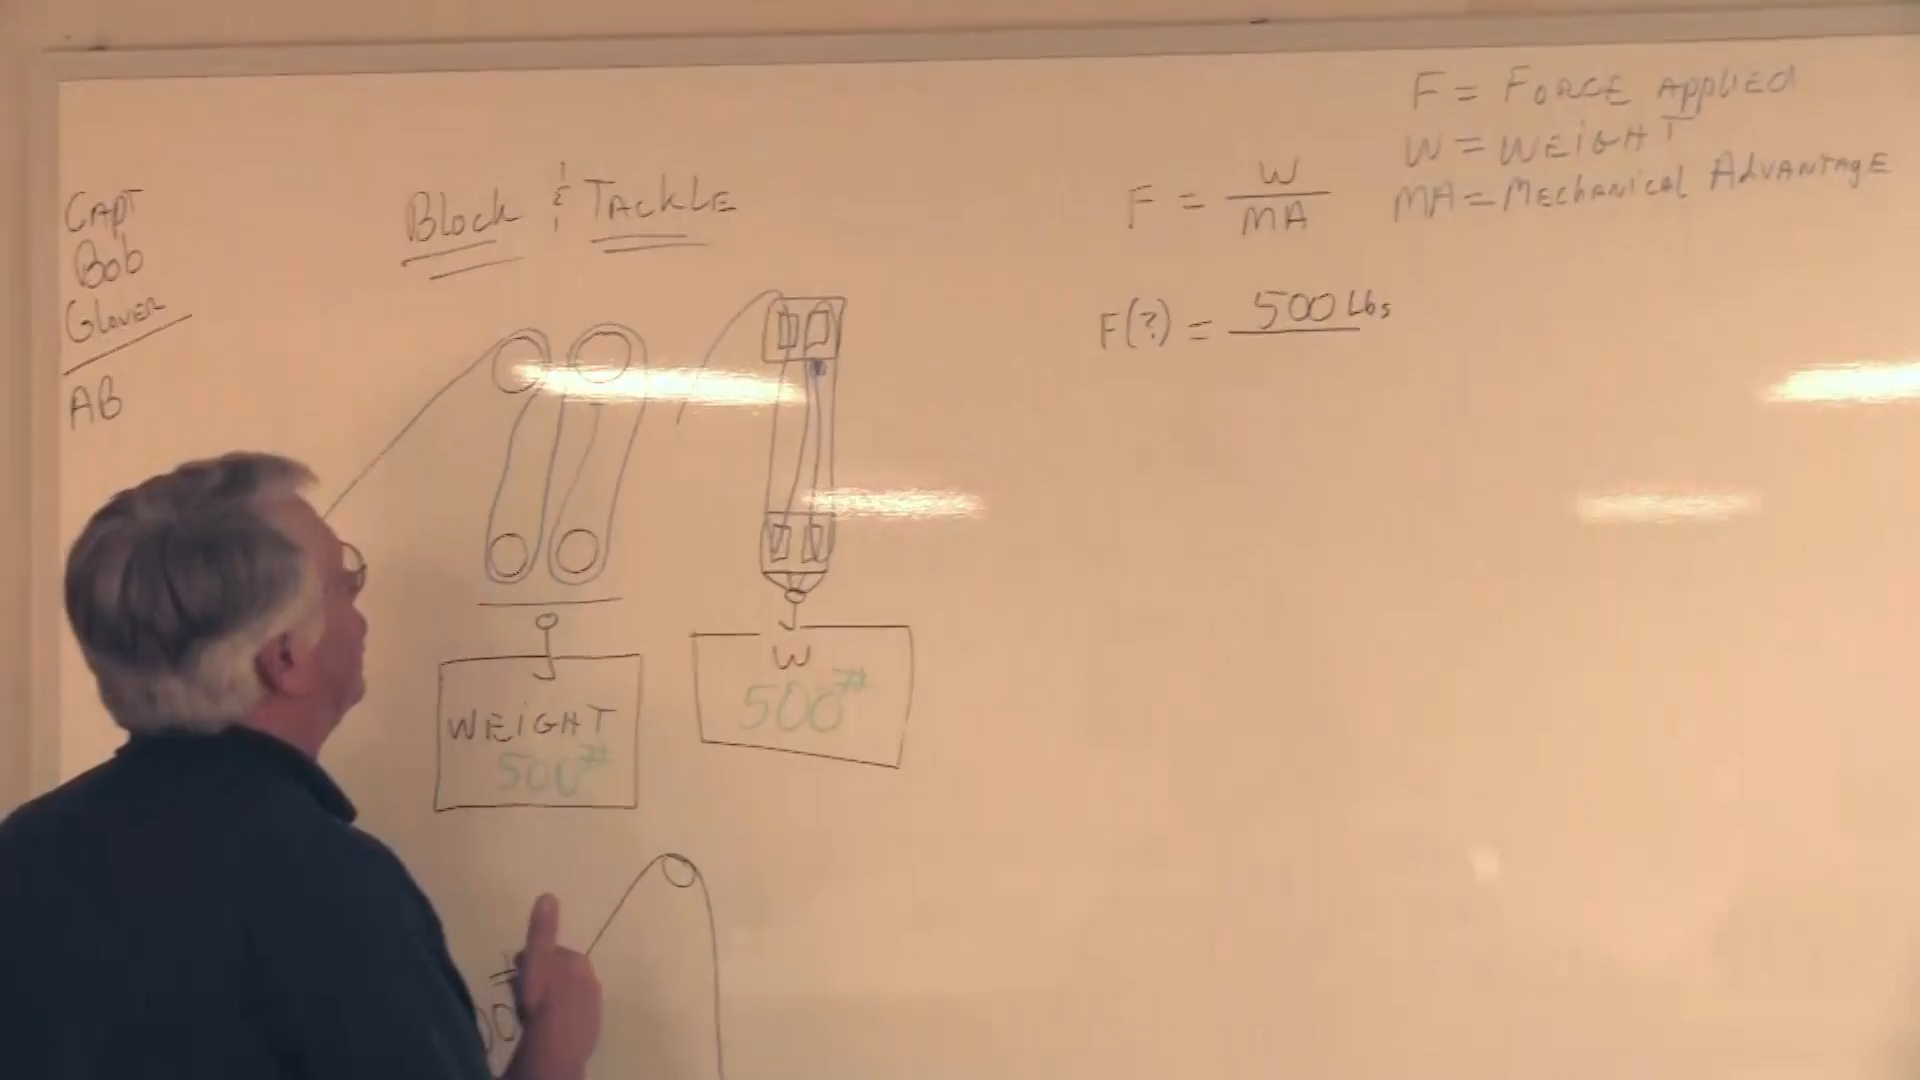 Capt
Bob
Glover
AB
Block & Tackle
F = W
MA
F = Force Applied
W = Weight
MA = Mechanical Advantage
F(?) = 500 Lbs
WEIGHT
500#
W
500#